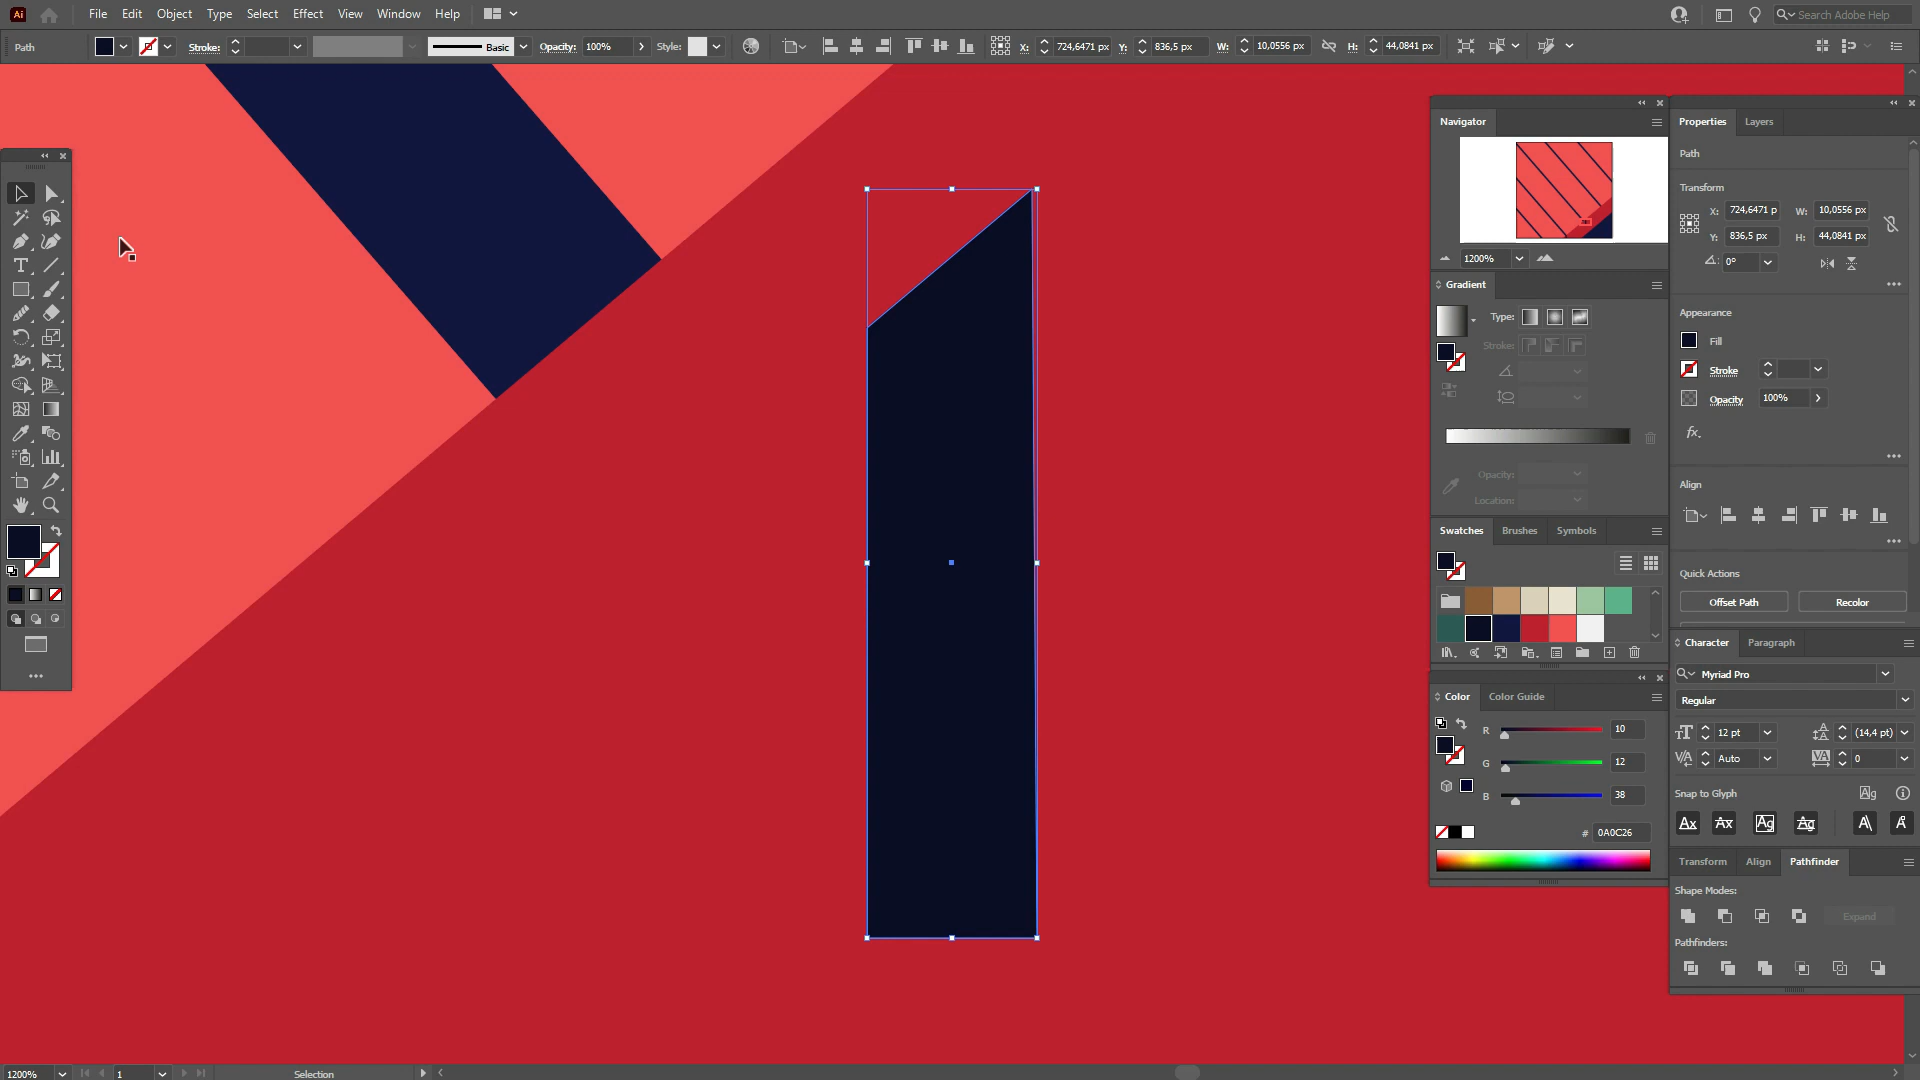 Ai File Edit Object Type Select Effect View Window Help Search Adobe Help
Path Stroke: Basic Opacity: 100% Style: X: 724,6471 px Y: 836,5 px W: 10,0556 px H: 44,0841 px
Navigator
1200%
Gradient
Type:
Stroke:
Opacity:
Location:
Swatches Brushes Symbols
Color Color Guide
R 10
G 12
B 38
# 0A0C26
Properties Layers
Path
Transform
X: 724,6471 p W: 10,0556 px
Y: 836,5 px H: 44,0841 px
0°
Appearance
Fill
Stroke
Opacity 100%
fx.
Align
Quick Actions
Offset Path Recolor
Character Paragraph
Myriad Pro
Regular
12 pt (14,4 pt)
Auto 0
Snap to Glyph
Transform Align Pathfinder
Shape Modes:
Expand
Pathfinders:
1200% 1 Selection